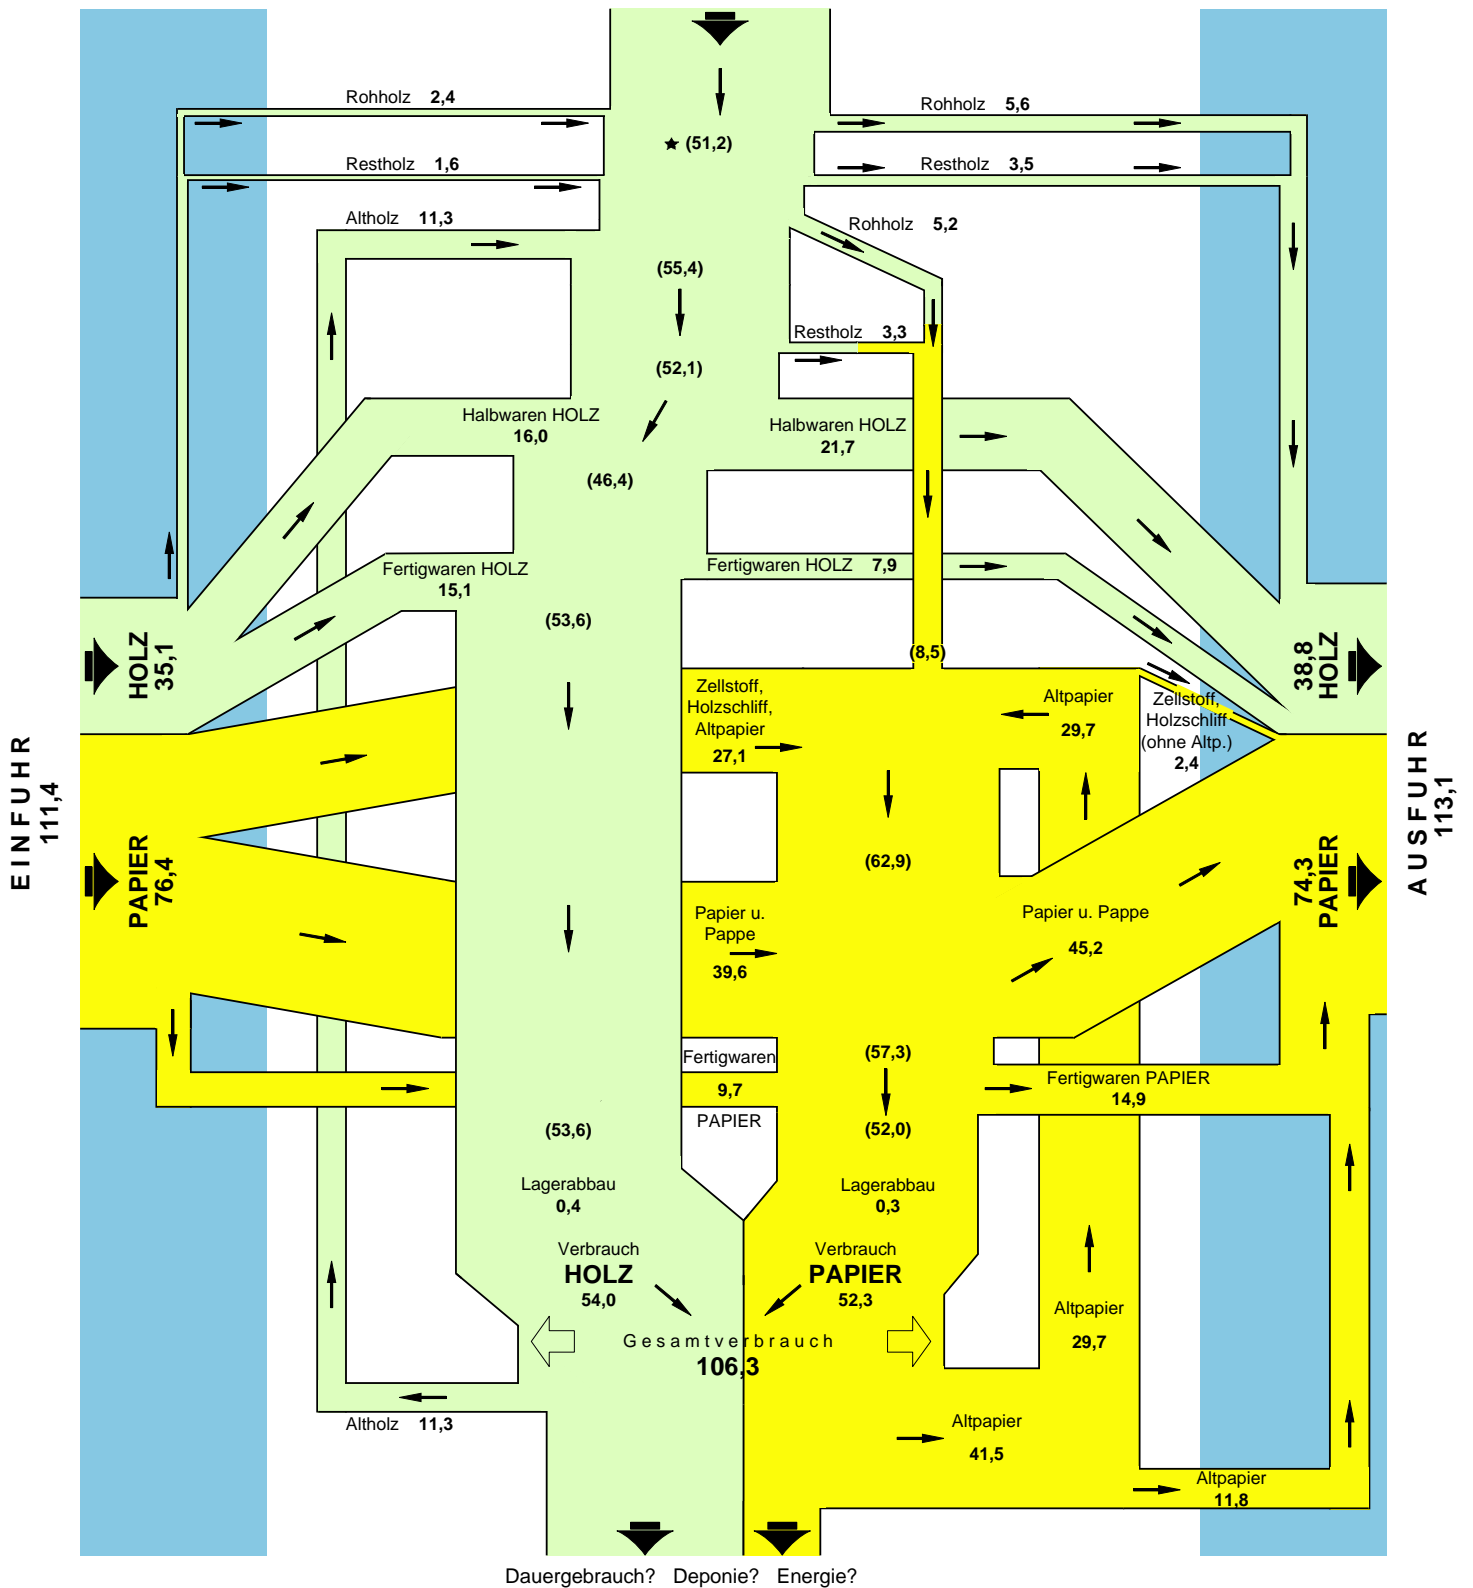 Rohholz 2,4
Rohholz 5,6
★ (51,2)
Restholz 1,6
Restholz 3,5
Altholz 11,3
Rohholz 5,2
(55,4)
Restholz 3,3
(52,1)
Halbwaren HOLZ
16,0
Halbwaren HOLZ
21,7
(46,4)
Fertigwaren HOLZ
15,1
Fertigwaren HOLZ 7,9
(53,6)
(8,5)
HOLZ
35,1
38,8
HOLZ
Zellstoff,
Holzschliff,
Altpapier
27,1
Altpapier
29,7
Zellstoff,
Holzschliff
(ohne Altp.)
2,4
EINFUHR
111,4
AUSFUHR
113,1
PAPIER
76,4
(62,9)
74,3
PAPIER
Papier u.
Pappe
39,6
Papier u. Pappe
45,2
Fertigwaren
9,7
PAPIER
(57,3)
Fertigwaren PAPIER
14,9
(53,6)
(52,0)
Lagerabbau
0,4
Lagerabbau
0,3
Verbrauch
HOLZ
54,0
Verbrauch
PAPIER
52,3
Altpapier
29,7
Gesamtverbrauch
106,3
Altholz 11,3
Altpapier
41,5
Altpapier
11,8
Dauergebrauch? Deponie? Energie?